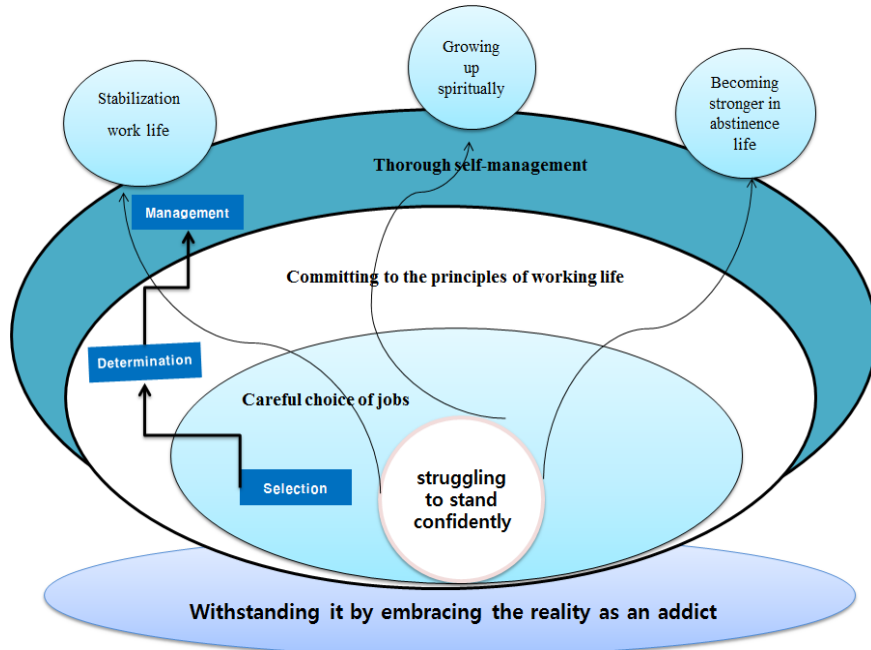 Growing
up
spiritually
Stabilization
work life
Becoming
stronger in
abstinence
life
Thorough self-management
Management
Committing to the principles of working life
Determination
Careful choice of jobs
Selection
struggling
to stand
confidently
Withstanding it by embracing the reality as an addict